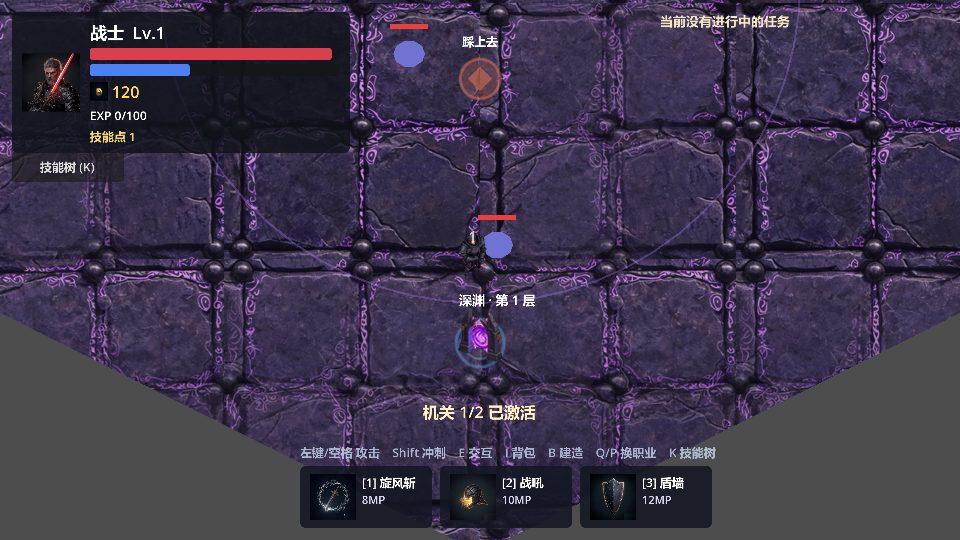 战士 Lv.1
120
EXP 0/100
技能点 1
技能树 (K)
踩上去
当前没有进行中的任务
1
深渊 · 第 1 层
机关 1/2 已激活
左键/空格 攻击 Shift 冲刺 E 交互 I 背包 B 建造 Q/P 换职业 K 技能树
[1] 旋风斩
8MP
[2] 战吼
10MP
[3] 盾墙
12MP